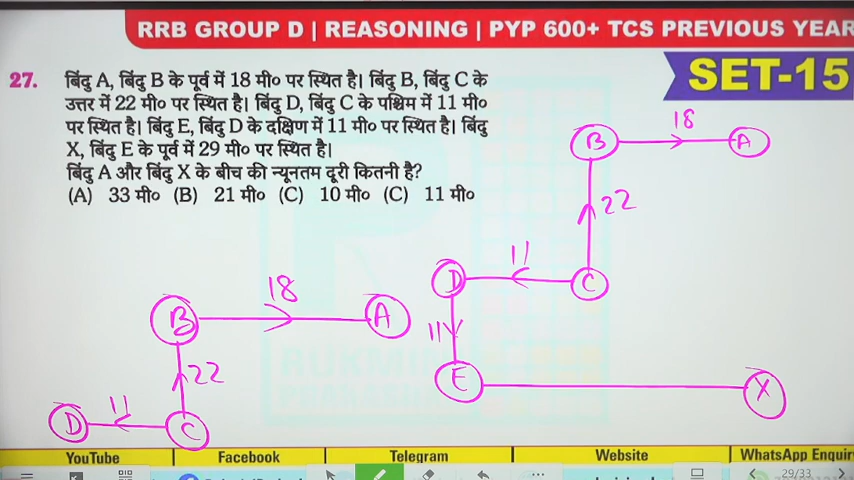 RRB GROUP D | REASONING | PYP 600+ TCS PREVIOUS YEAR
SET-15
27. बिंदु A, बिंदु B के पूर्व में 18 मी० पर स्थित है। बिंदु B, बिंदु C के
उत्तर में 22 मी० पर स्थित है। बिंदु D, बिंदु C के पश्चिम में 11 मी०
पर स्थित है। बिंदु E, बिंदु D के दक्षिण में 11 मी० पर स्थित है। बिंदु
X, बिंदु E के पूर्व में 29 मी० पर स्थित है।
बिंदु A और बिंदु X के बीच की न्यूनतम दूरी कितनी है?
(A) 33 मी० (B) 21 मी० (C) 10 मी० (C) 11 मी०
B 18 A
22
D 11 C
11
E X
B 18 A
22
D 11 C
YouTube Facebook Telegram Website WhatsApp Enquir
29/33